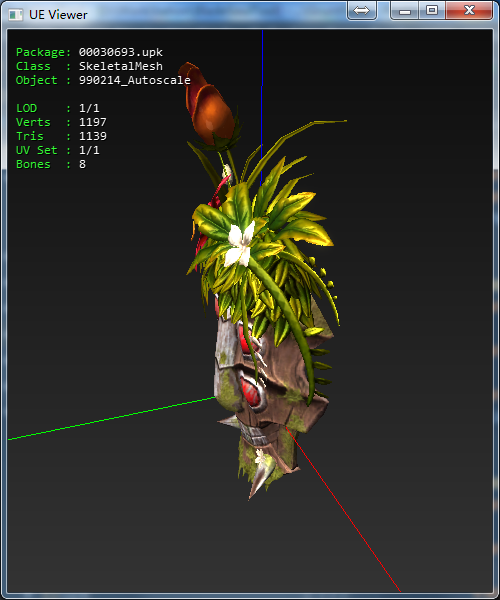 UE Viewer
Package: 00030693.upk
Class : SkeletalMesh
Object : 990214_Autoscale
LOD : 1/1
Verts : 1197
Tris : 1139
UV Set : 1/1
Bones : 8